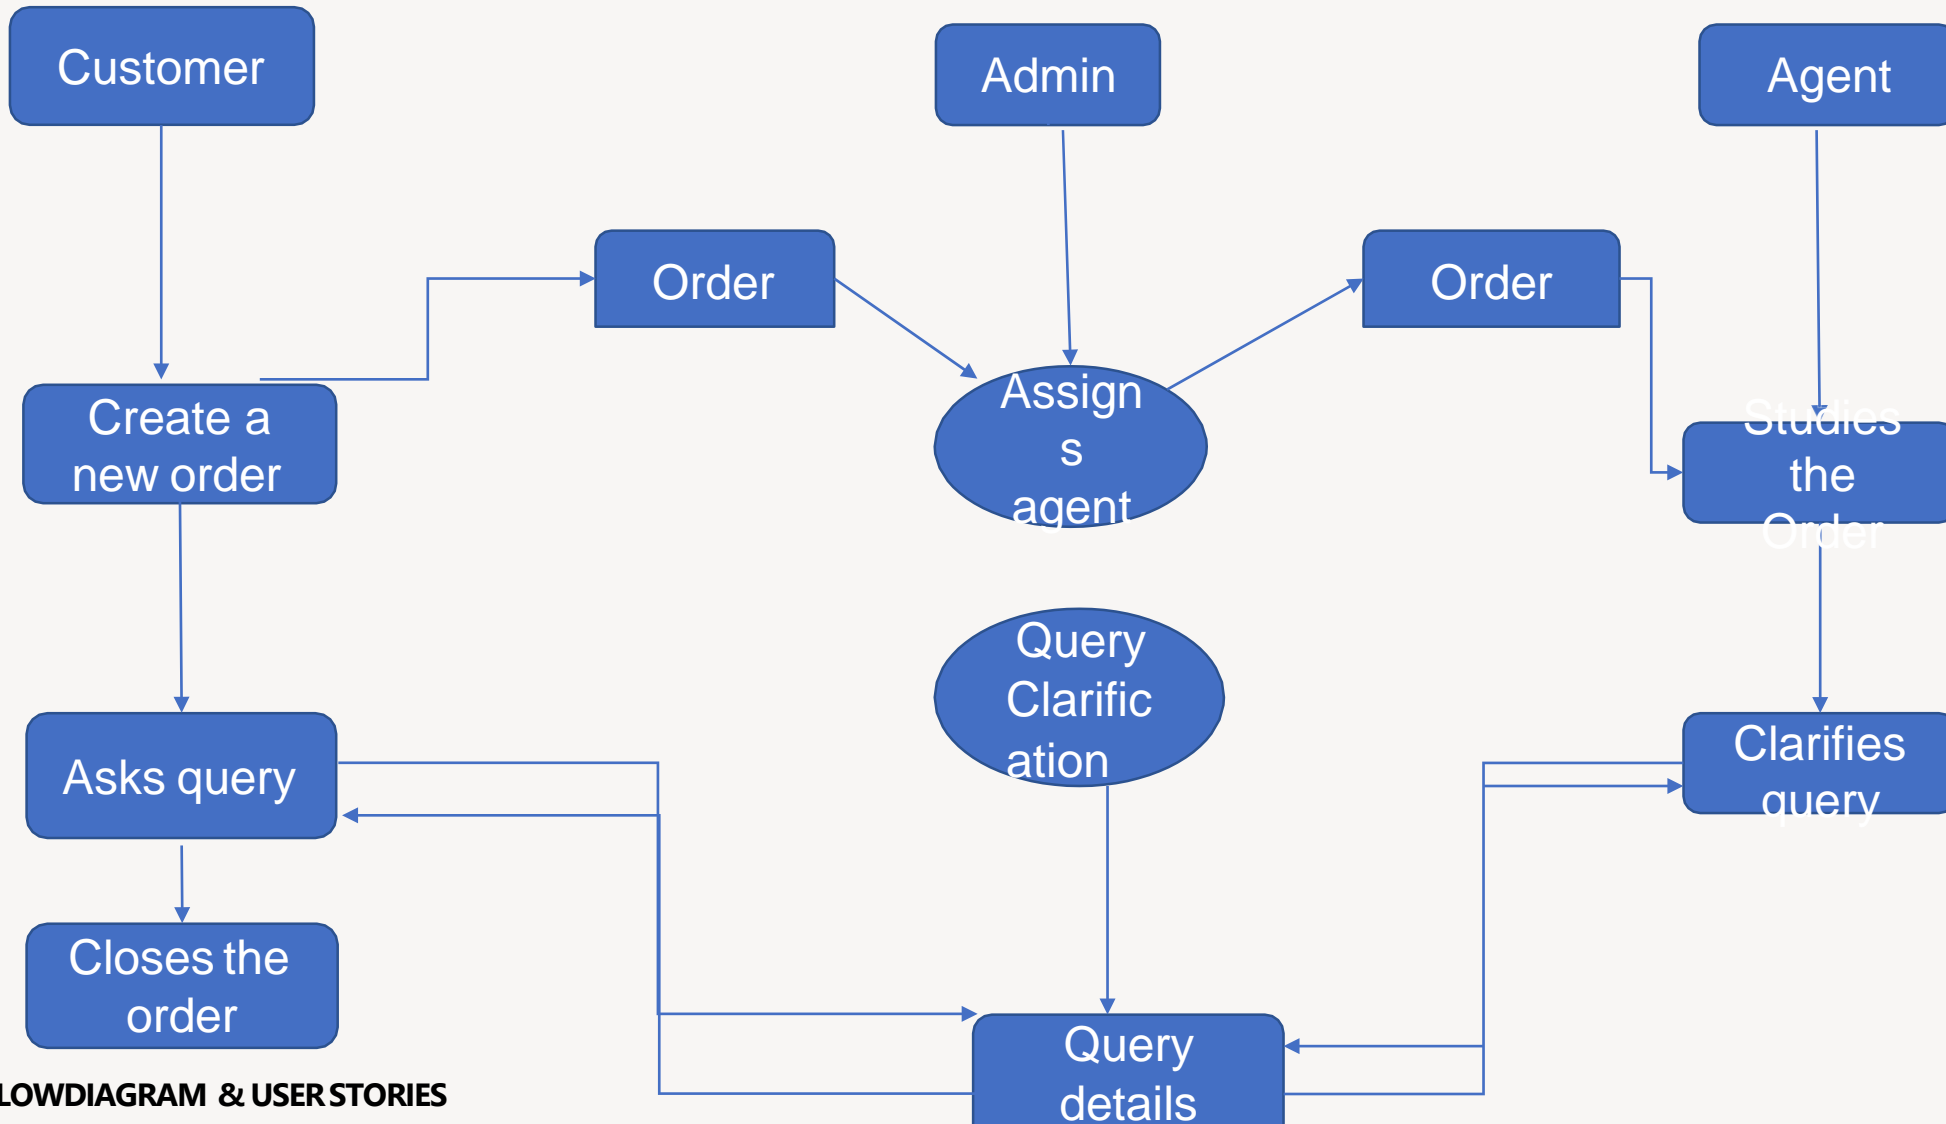 Customer
Admin
Agent
Order
Order
Create a
new order
Assign
s
agent
Studies
the
Order
Query
Clarific
ation
Asks query
Clarifies
query
Closes the
order
Query
details
LOWDIAGRAM & USER STORIES